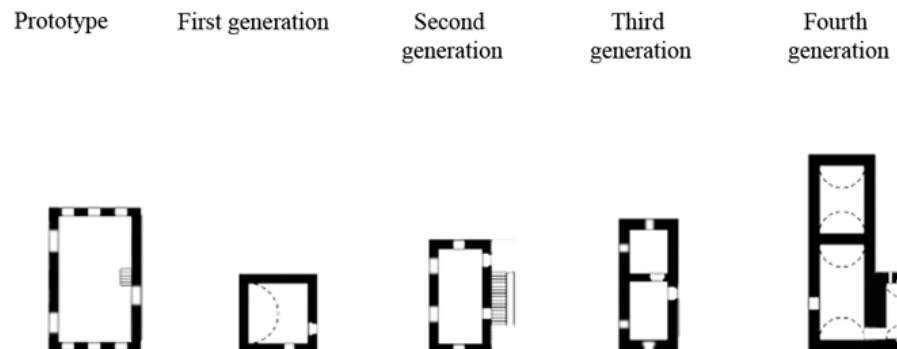 Prototype
First generation
Second
generation
Third
generation
Fourth
generation